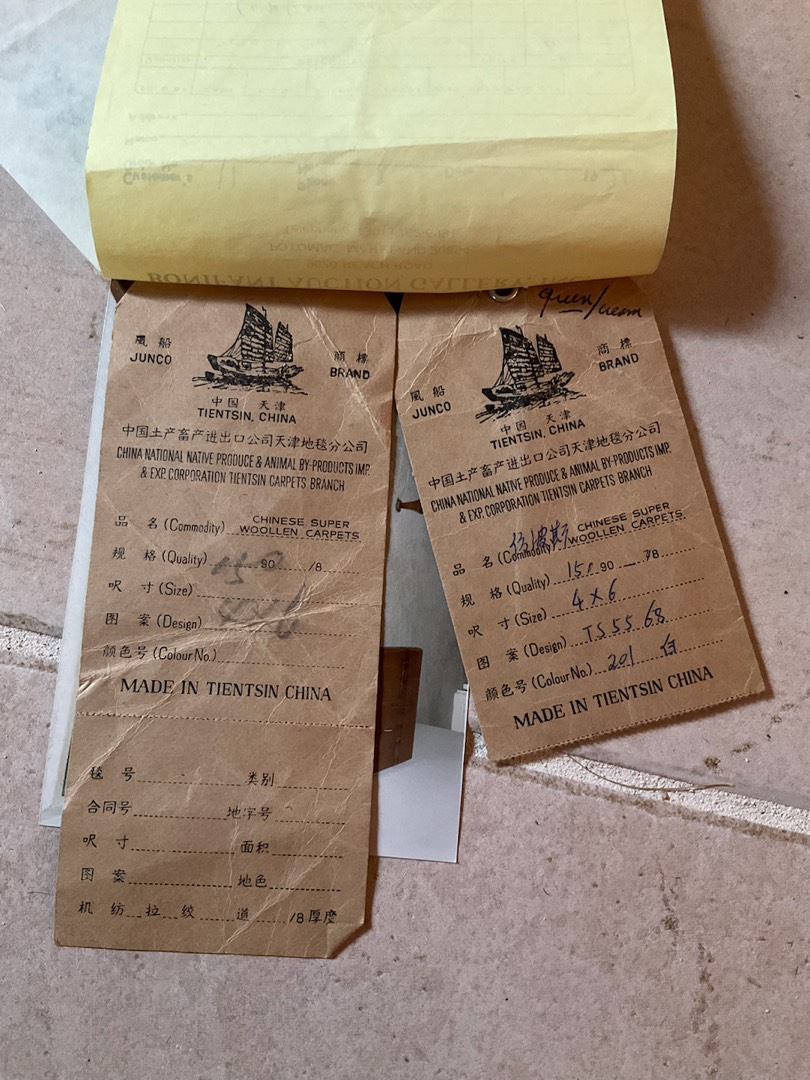 BONIFANT AUCTION GALLERY
green/cream
風船
JUNCO
商標
BRAND
中国 天津
TIENTSIN, CHINA
中国土产畜产进出口公司天津地毯分公司
CHINA NATIONAL NATIVE PRODUCE & ANIMAL BY-PRODUCTS IMP.
& EXP. CORPORATION TIENTSIN CARPETS BRANCH
品 名 (Commodity) CHINESE SUPER
WOOLLEN CARPETS
规 格 (Quality) 150 90 /8
呎 寸 (Size) 4X6
图 案 (Design)
颜色号 (Colour No.)
MADE IN TIENTSIN CHINA
毯 号 类别
合同号 地字号
呎 寸 面积
图 案 地色
机 纺 拉 绞 道 /8 厚度
風船
JUNCO
商標
BRAND
中国 天津
TIENTSIN, CHINA
中国土产畜产进出口公司天津地毯分公司
CHINA NATIONAL NATIVE PRODUCE & ANIMAL BY-PRODUCTS IMP.
& EXP. CORPORATION TIENTSIN CARPETS BRANCH
品 名 (Commodity) CHINESE SUPER
WOOLLEN CARPETS
规 格 (Quality) 150 90 /8
呎 寸 (Size) 4X6
图 案 (Design) TS55 68
颜色号 (Colour No.) 201 白
MADE IN TIENTSIN CHINA